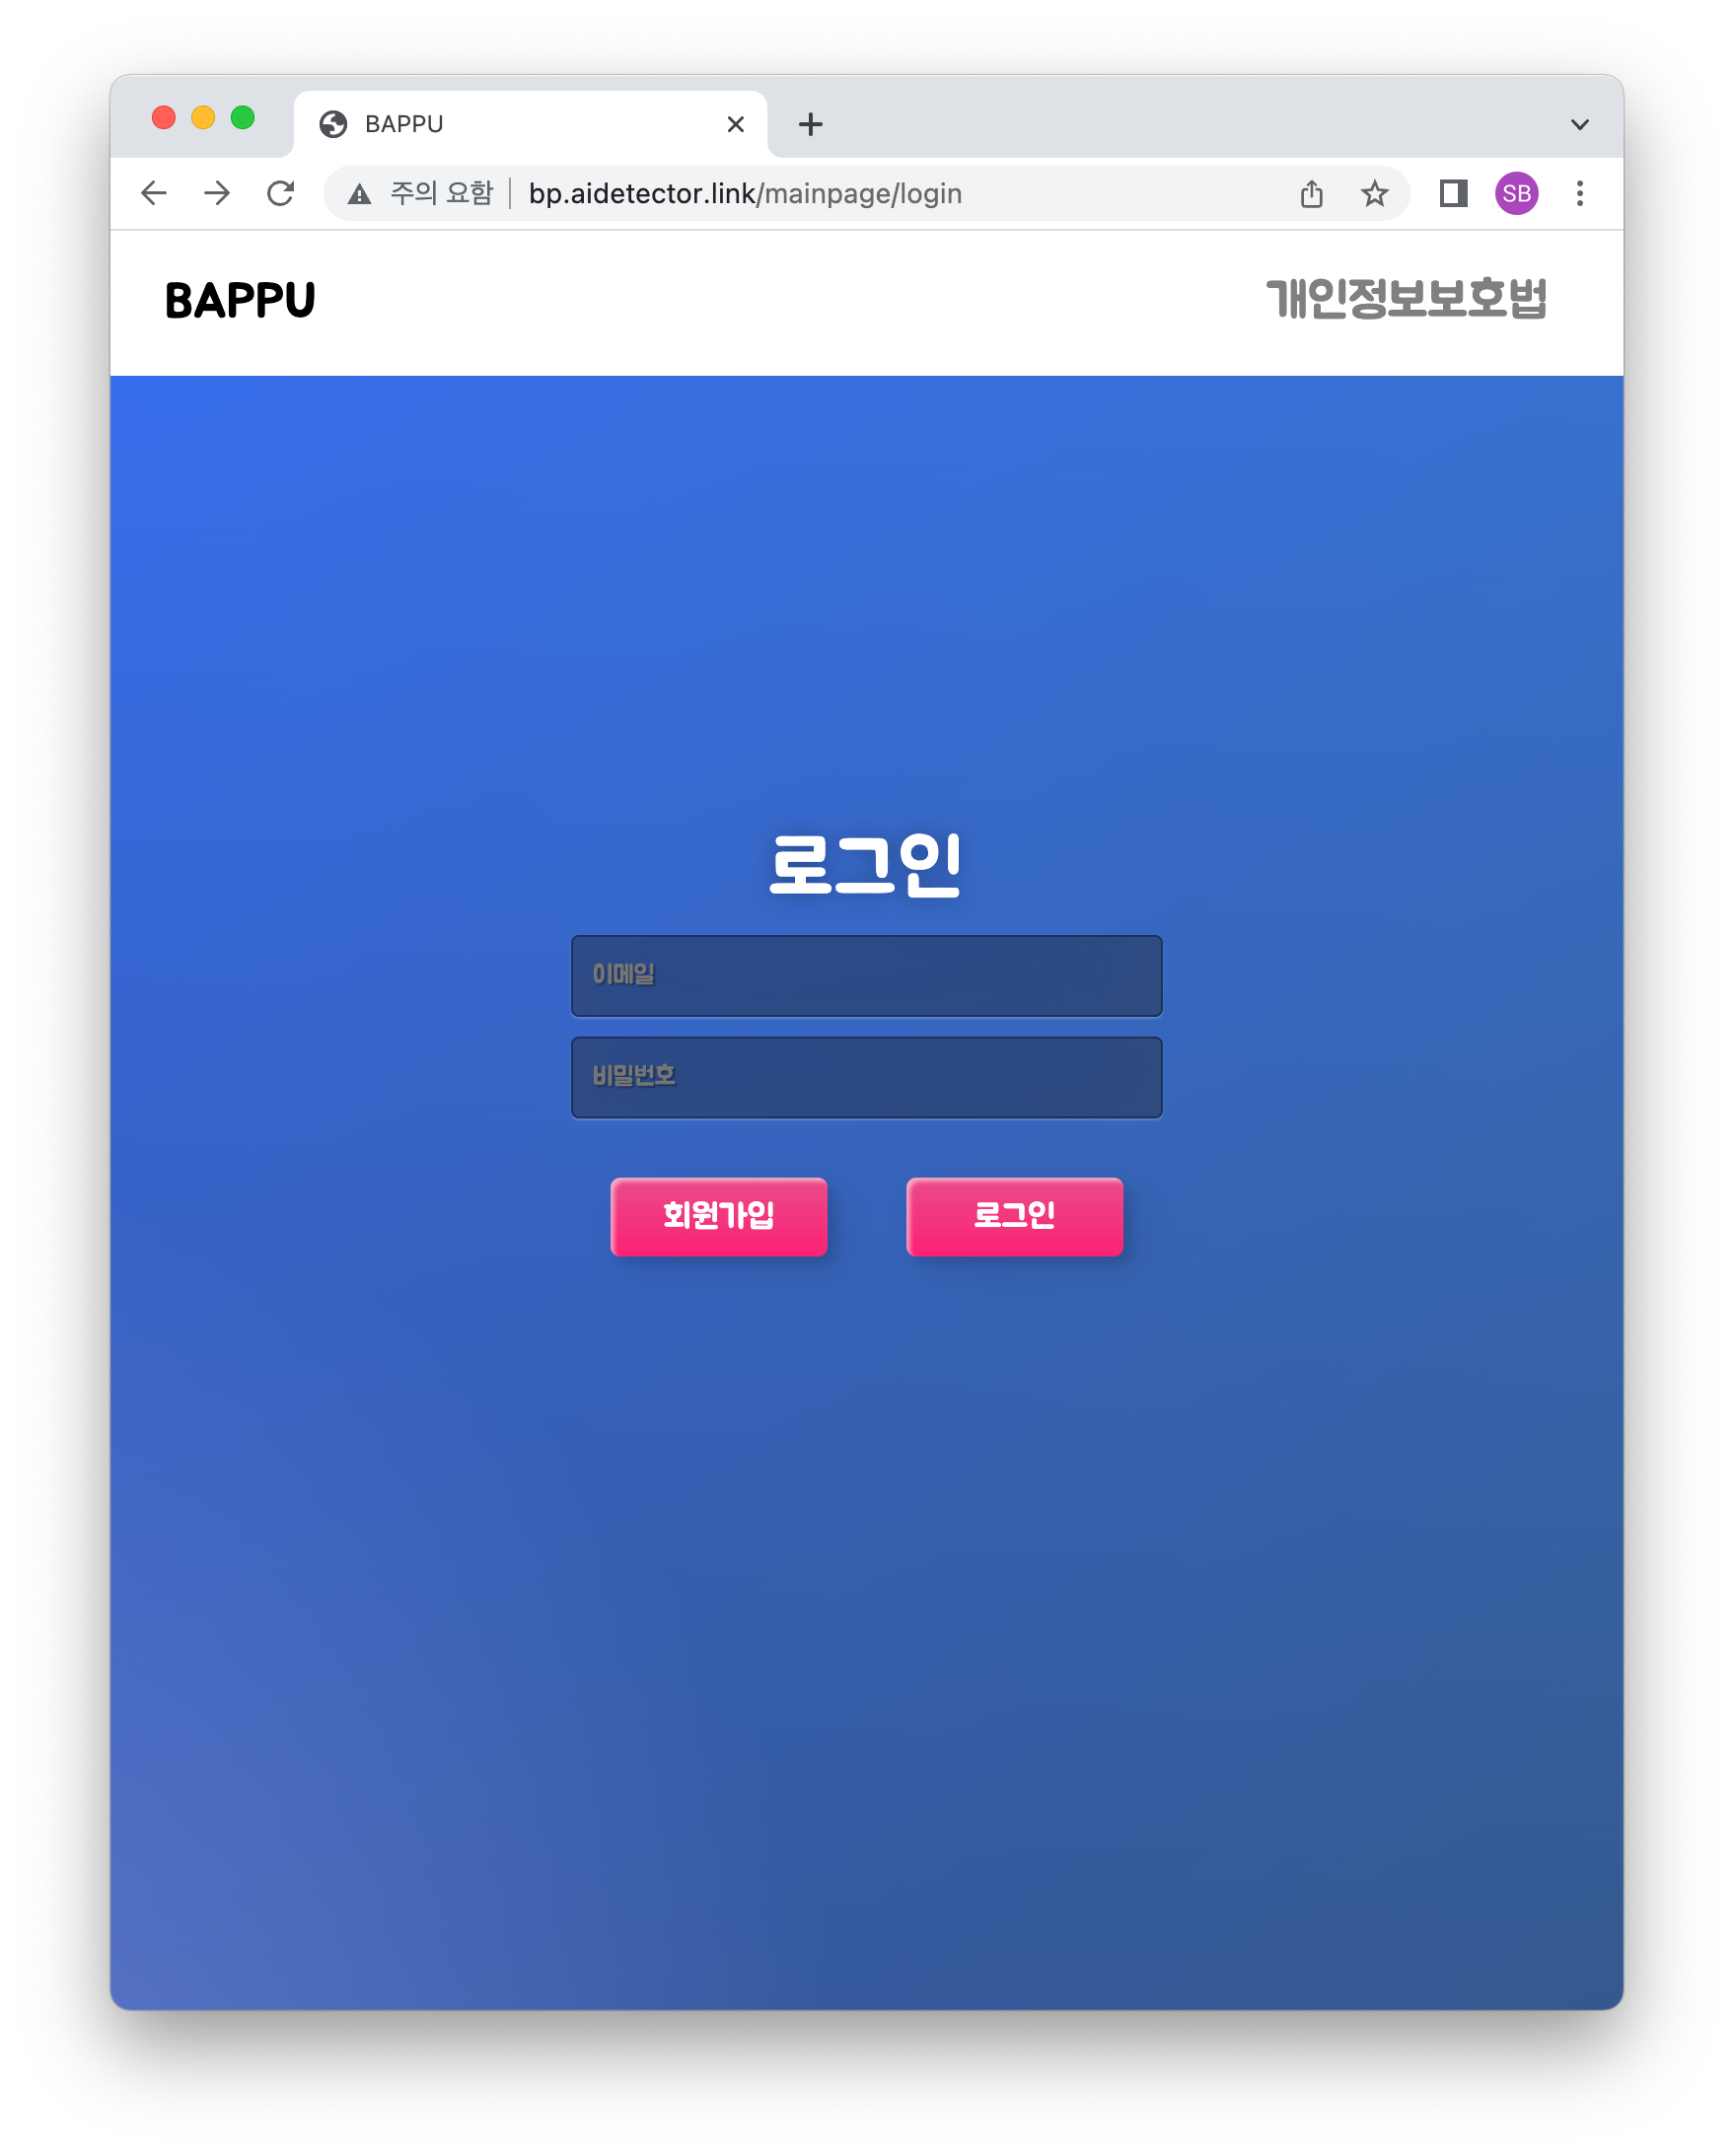 BAPPU
주의 요함 bp.aidetector.link/mainpage/login
SB
BAPPU 개인정보보호법
로그인
이메일
비밀번호
회원가입 로그인